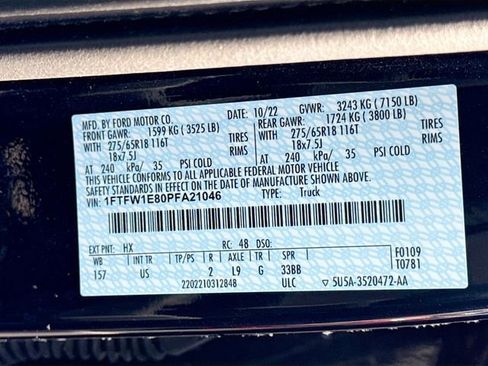 MFD. BY FORD MOTOR CO.
DATE: 10/22 GVWR: 3243 KG ( 7150 LB)
FRONT GAWR: 1599 KG ( 3525 LB) REAR GAWR: 1724 KG ( 3800 LB)
WITH 275/65R18 116T TIRES WITH 275/65R18 116T TIRES
18x7.5J RIMS 18x7.5J RIMS
AT 240 kPa/ 35 PSI COLD AT 240 kPa/ 35 PSI COLD
THIS VEHICLE CONFORMS TO ALL APPLICABLE FEDERAL MOTOR VEHICLE
SAFETY AND THEFT PREVENTION STANDARDS IN EFFECT ON THE DATE OF MANUFACTURE SHOWN ABOVE.
VIN: 1FTFW1E80PFA21046 TYPE: Truck
EXT PNT: HX RC: 48 DSO:
WB R AXLE TR SPR F0109
157 US 2 L9 G 33BB T0781
2202210312848 ULC ▽ 5U5A-3520472-AA